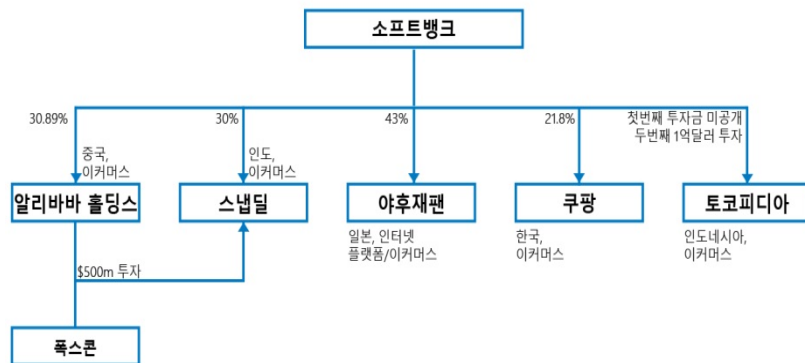 소프트뱅크
30.89%
30%
43%
21.8%
첫번째 투자금 미공개
두번째 1억달러 투자
중국,
이커머스
인도,
이커머스
알리바바 홀딩스
스냅딜
야후재팬
쿠팡
토코피디아
일본, 인터넷
플랫폼/이커머스
한국,
이커머스
인도네시아,
이커머스
$500m 투자
폭스콘